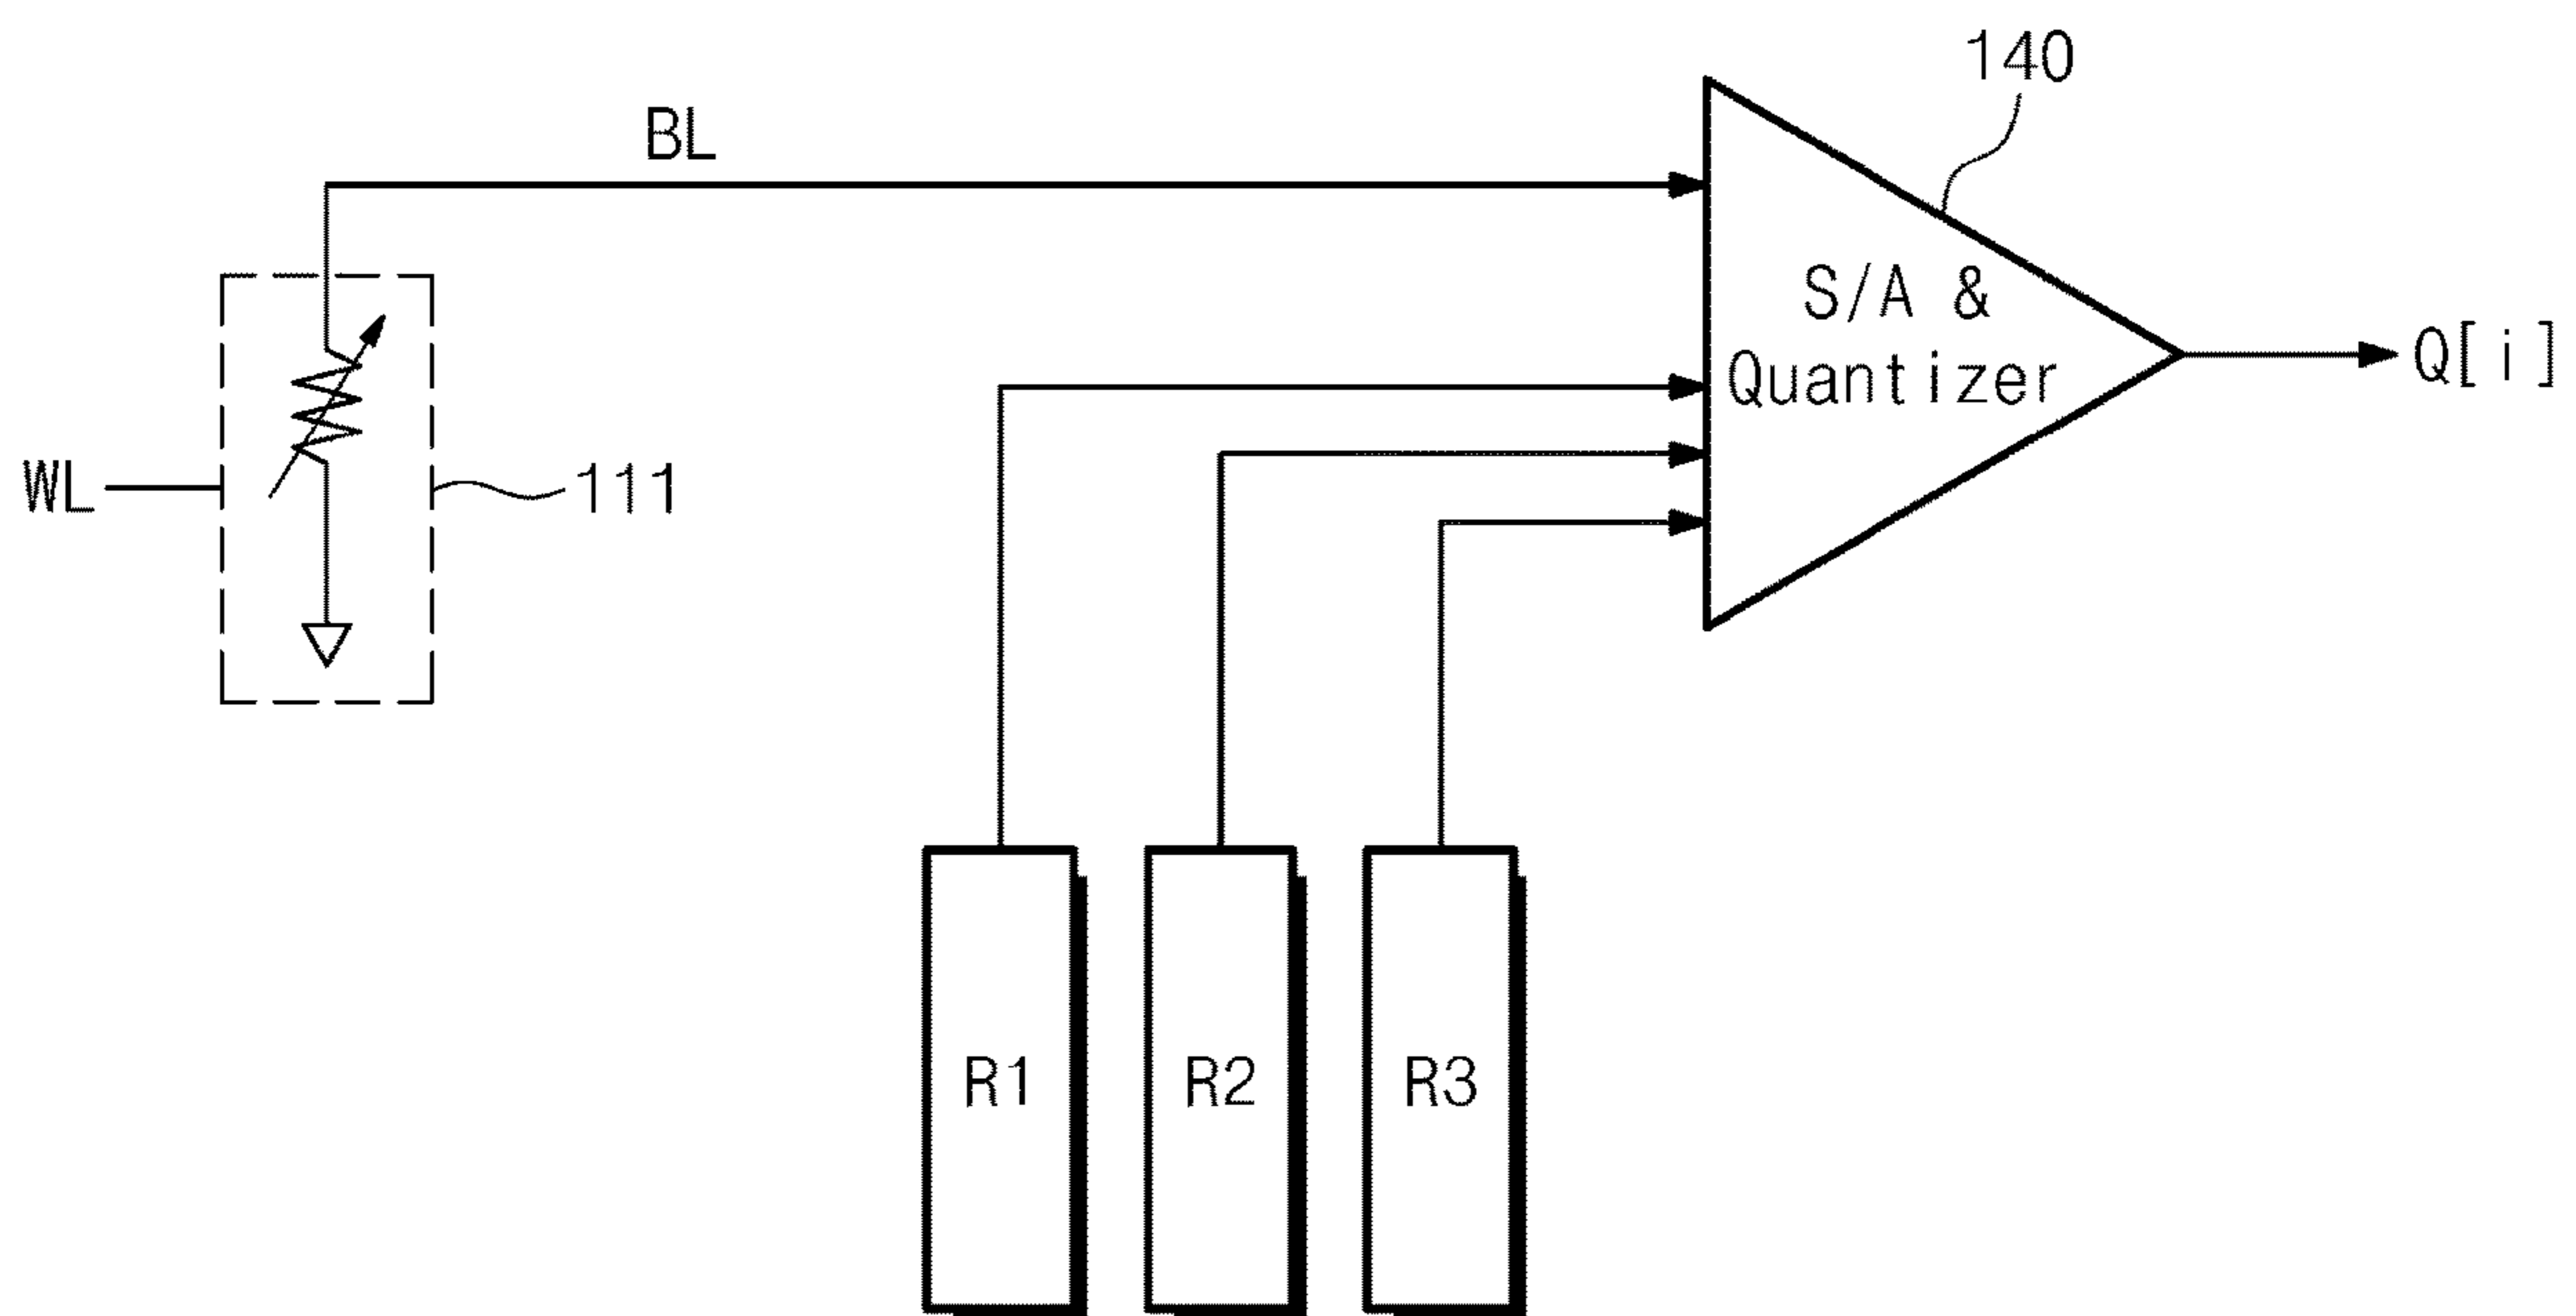 140
BL
S/A &
Quantizer
Q[i]
WL
111
R1
R2
R3